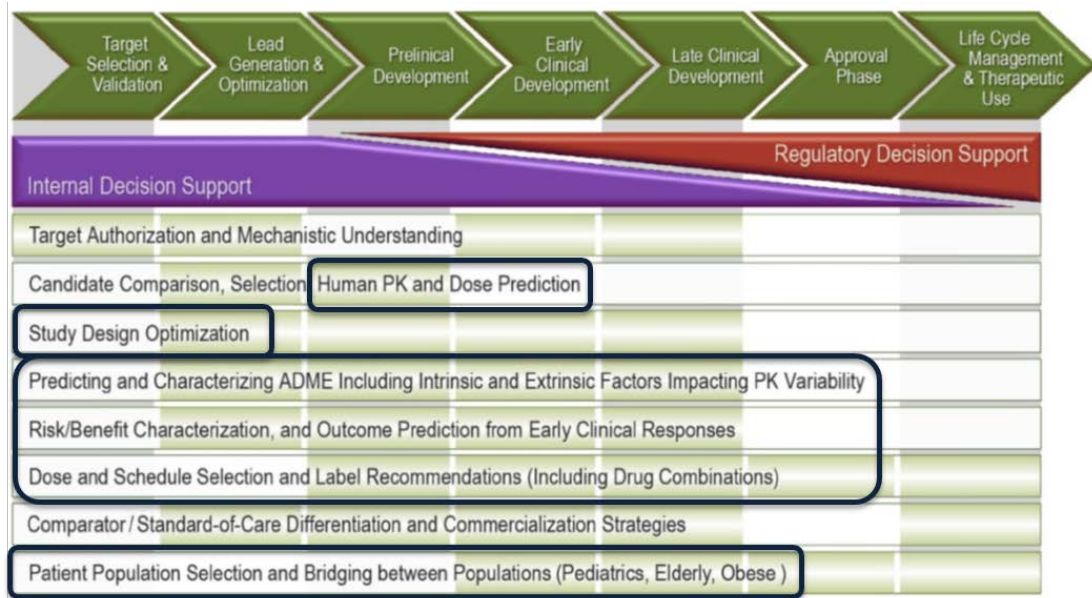 Target
Selection &
Validation
Lead
Generation &
Optimization
Prelinical
Development
Early
Clinical
Development
Late Clinical
Development
Approval
Phase
Life Cycle
Management
& Therapeutic
Use
Regulatory Decision Support
Internal Decision Support
Target Authorization and Mechanistic Understanding
Candidate Comparison, Selection Human PK and Dose Prediction
Study Design Optimization
Predicting and Characterizing ADME Including Intrinsic and Extrinsic Factors Impacting PK Variability
Risk/Benefit Characterization, and Outcome Prediction from Early Clinical Responses
Dose and Schedule Selection and Label Recommendations (Including Drug Combinations)
Comparator / Standard-of-Care Differentiation and Commercialization Strategies
Patient Population Selection and Bridging between Populations (Pediatrics, Elderly, Obese )